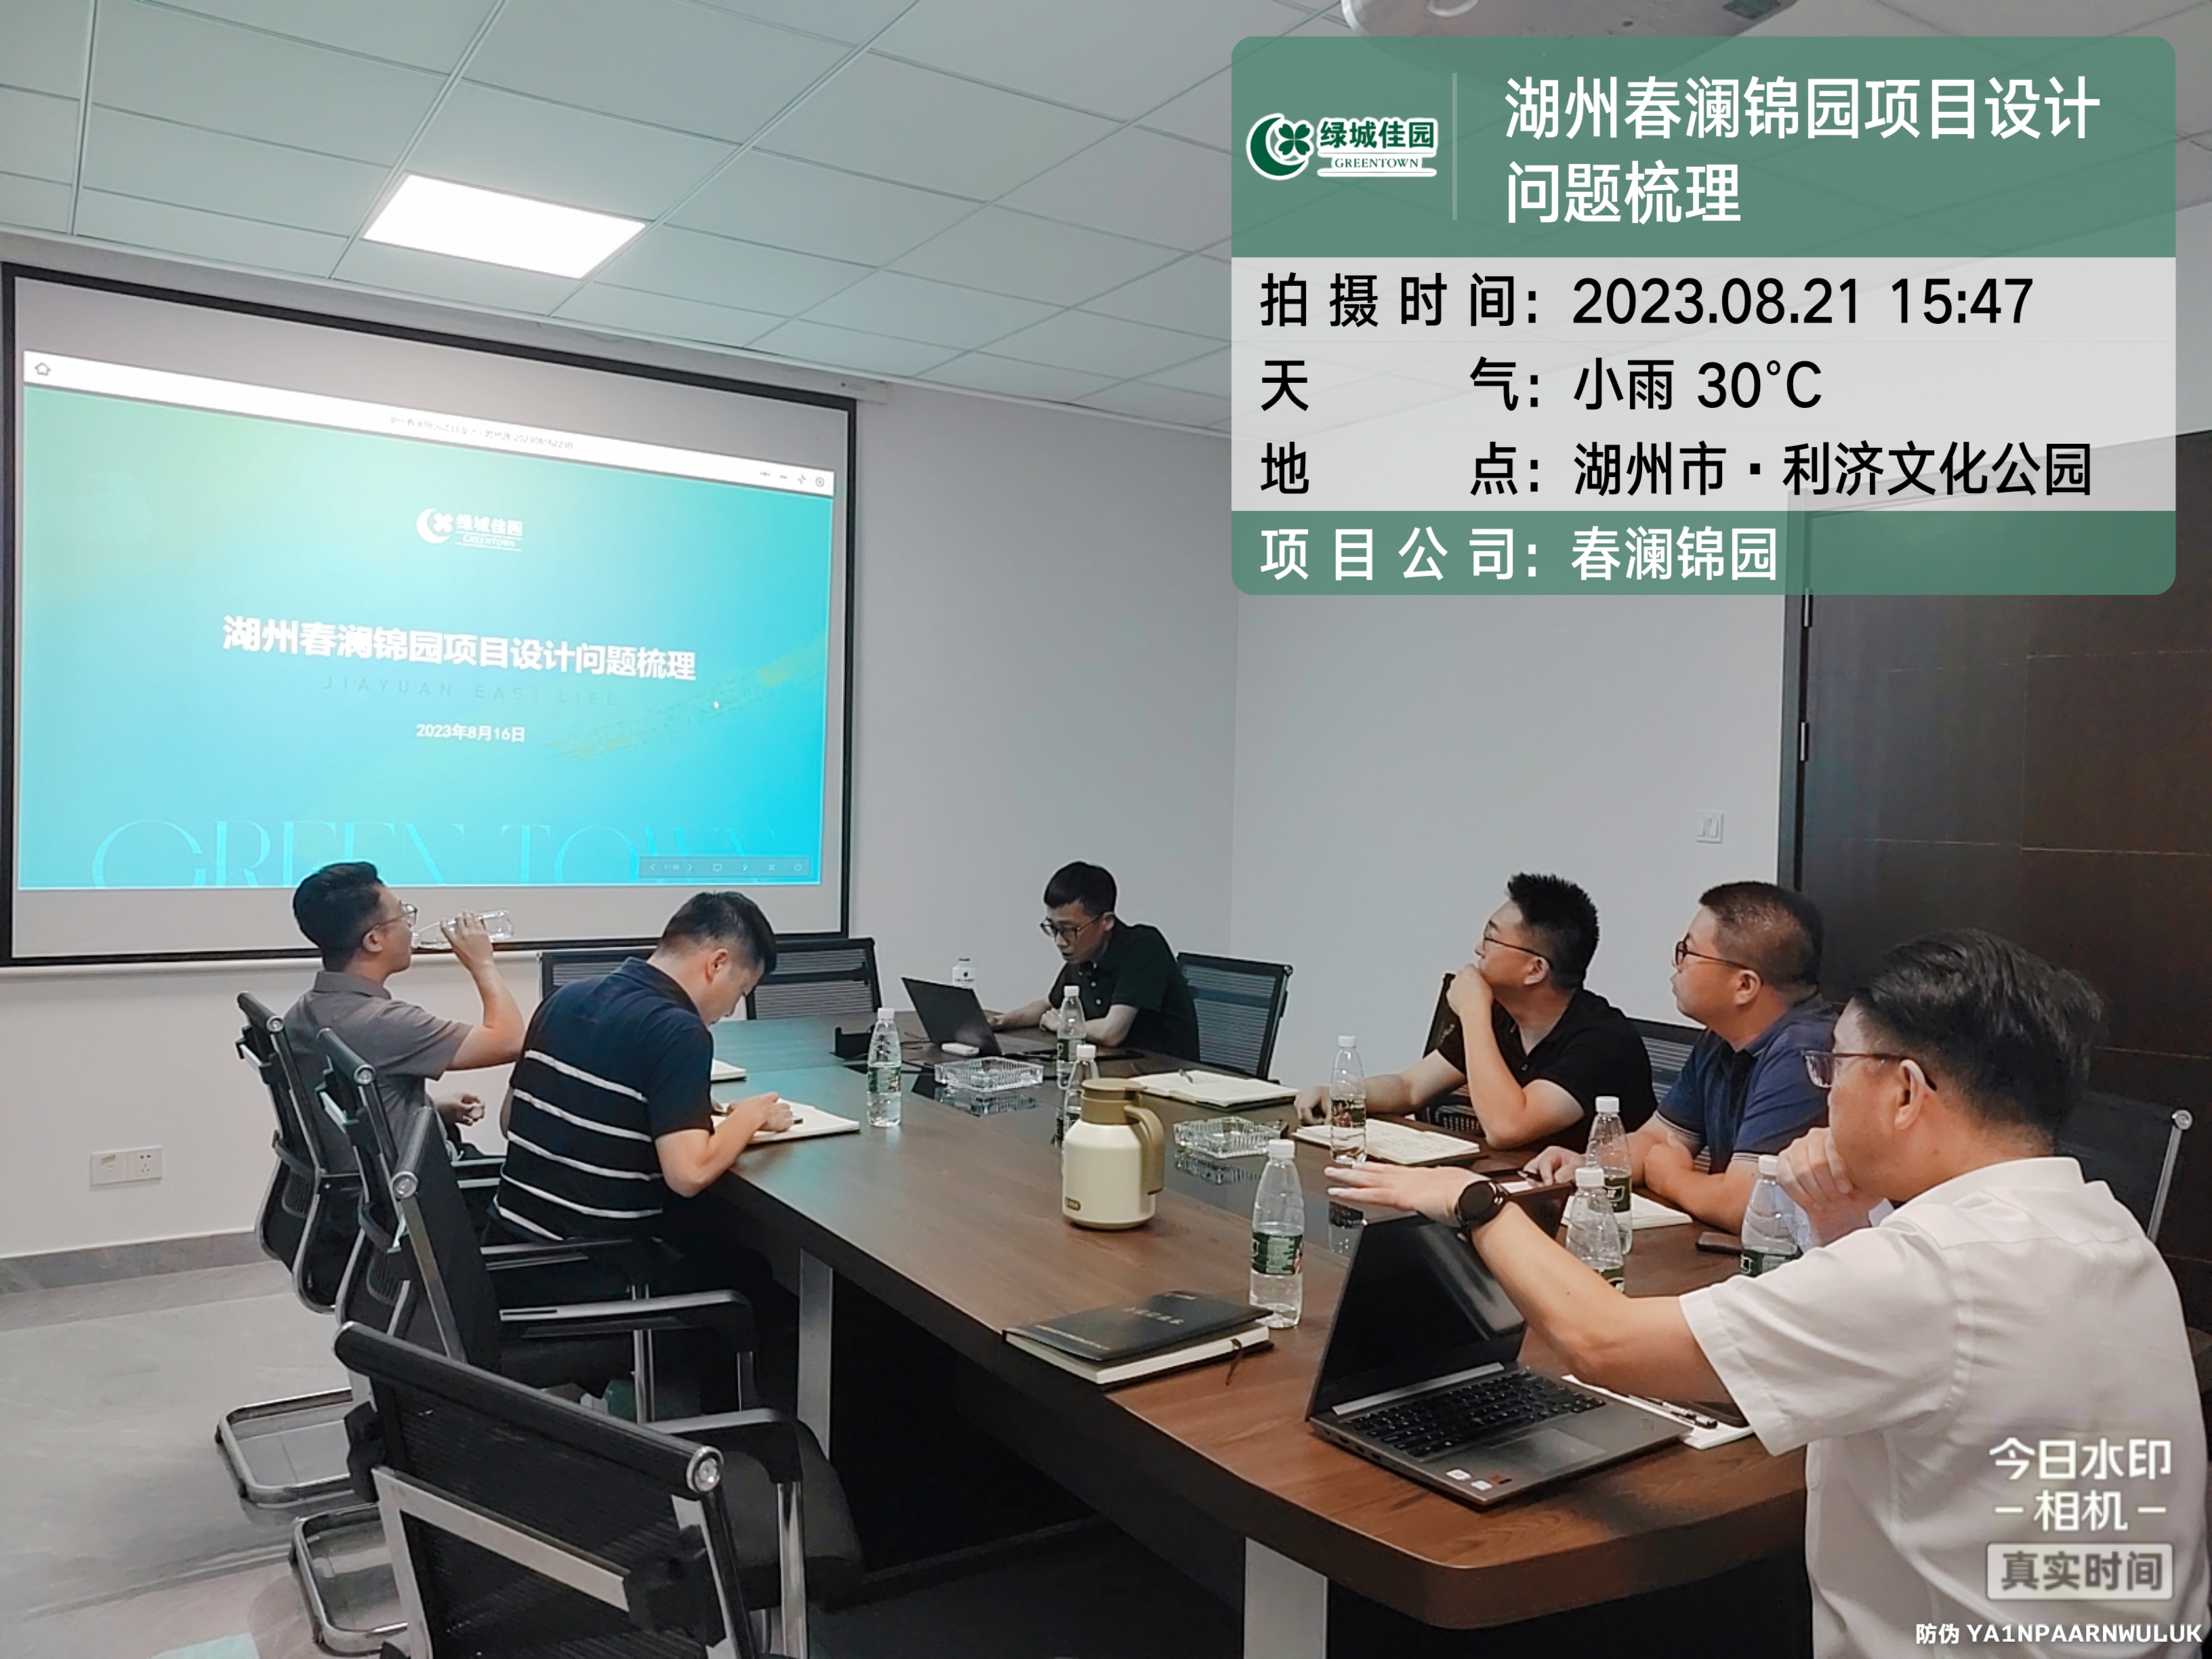 绿城佳园
GREENTOWN
湖州春澜锦园项目设计
问题梳理
拍摄时间：2023.08.21 15:47
天气：小雨 30°C
地点：湖州市·利济文化公园
项目公司：春澜锦园
绿城佳园
GREENTOWN
湖州春澜锦园项目设计问题梳理
JIAYUAN EAST LIFE
2023年8月16日
GREEN TOWN
今日水印
相机
真实时间
防伪 YA1NPAARNWULUK